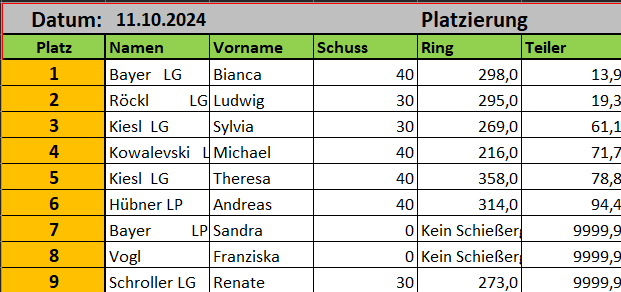 Datum: 11.10.2024 Platzierung
Platz Namen Vorname Schuss Ring Teiler
1 Bayer LG Bianca 40 298,0 13,9
2 Röckl LG Ludwig 30 295,0 19,3
3 Kiesl LG Sylvia 30 269,0 61,1
4 Kowalevski L Michael 40 216,0 71,7
5 Kiesl LG Theresa 40 358,0 78,8
6 Hübner LP Andreas 40 314,0 94,4
7 Bayer LP Sandra 0 Kein Schießerg 9999,9
8 Vogl Franziska 0 Kein Schießerg 9999,9
9 Schroller LG Renate 30 273,0 9999,9